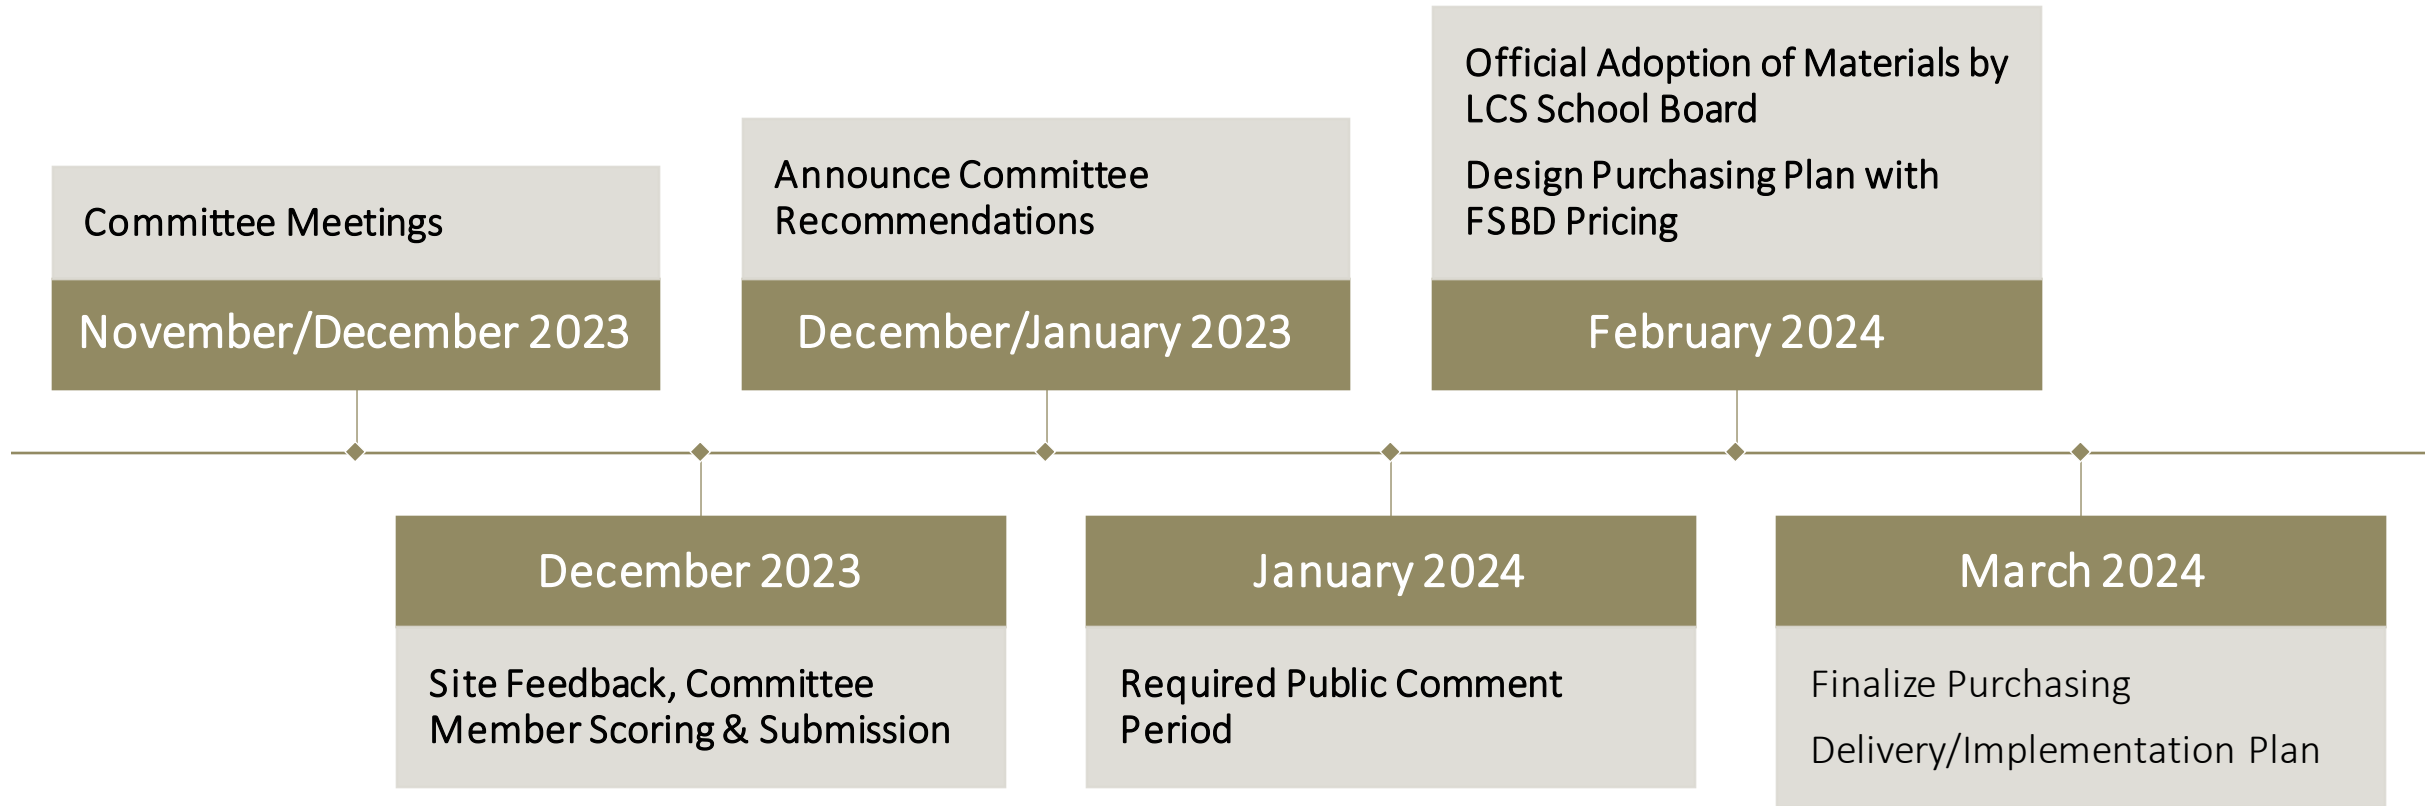 Committee Meetings
November/December 2023
December 2023
Site Feedback, Committee
Member Scoring & Submission
Announce Committee
Recommendations
December/January 2023
January 2024
Required Public Comment
Period
Official Adoption of Materials by
LCS School Board
Design Purchasing Plan with
FSBD Pricing
February 2024
March 2024
Finalize Purchasing
Delivery/Implementation Plan